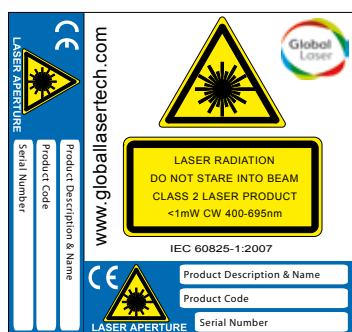 CE
LASER APERTURE
Serial Number
Product Code
Product Description & Name
www.globallasertech.com
Global
Laser
LASER RADIATION
DO NOT STARE INTO BEAM
CLASS 2 LASER PRODUCT
<1mW CW 400-695nm
IEC 60825-1:2007
CE
LASER APERTURE
Product Description & Name
Product Code
Serial Number